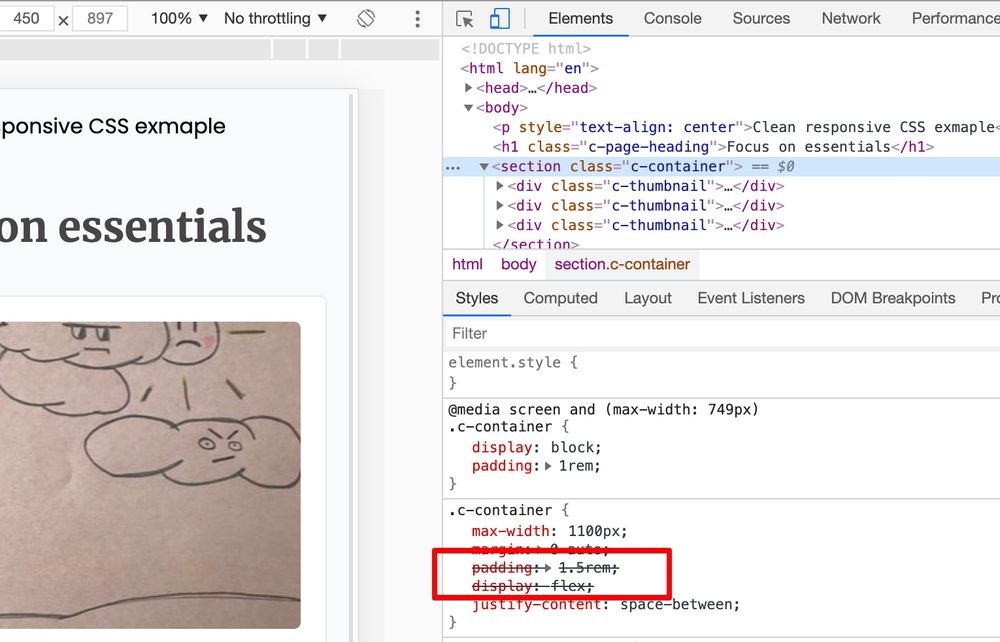 450 × 897 100% ▼ No throttling ▼
Elements Console Sources Network Performance
ponsive CSS exmaple
on essentials
<!DOCTYPE html>
<html lang="en">
▶<head>…</head>
▼<body>
<p style="text-align: center">Clean responsive CSS exmaple<
<h1 class="c-page-heading">Focus on essentials</h1>
… ▼<section class="c-container"> == $0
▶<div class="c-thumbnail">…</div>
▶<div class="c-thumbnail">…</div>
▶<div class="c-thumbnail">…</div>
</section>
html body section.c-container
Styles Computed Layout Event Listeners DOM Breakpoints Pro
Filter
element.style {
}
@media screen and (max-width: 749px)
.c-container {
display: block;
padding:▶ 1rem;
}
.c-container {
max-width: 1100px;
margin:▶ 0 auto;
padding:▶ 1.5rem;
display: flex;
justify-content: space-between;
}